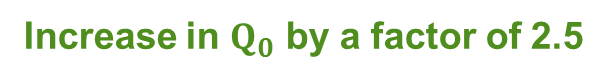 Increase in Q₀ by a factor of 2.5